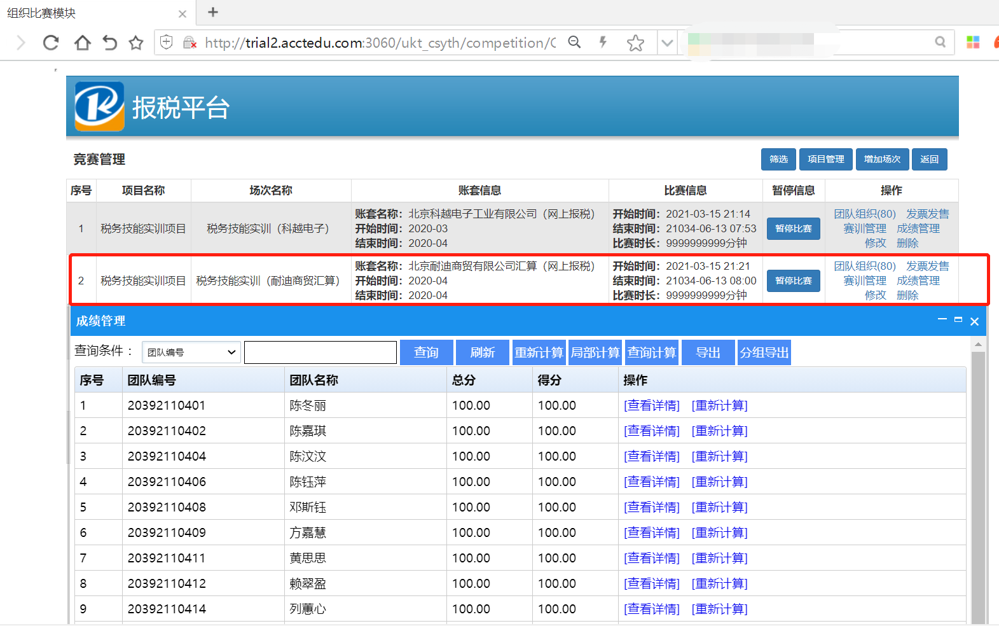 组织比赛模块
http://trial2.acctedu.com:3060/ukt_csyth/competition/C
报税平台
竞赛管理
筛选 项目管理 增加场次 返回
序号 项目名称 场次名称 账套信息 比赛信息 暂停信息 操作
1 税务技能实训项目 税务技能实训（科越电子）
账套名称：北京科越电子工业有限公司（网上报税）
开始时间：2020-03
结束时间：2020-04
开始时间：2021-03-15 21:14
结束时间：21034-06-13 07:53
比赛时长：9999999999分钟
暂停比赛
团队组织(80) 发票发售
赛训管理 成绩管理
修改 删除
2 税务技能实训项目 税务技能实训（耐迪商贸汇算）
账套名称：北京耐迪商贸有限公司汇算（网上报税）
开始时间：2020-04
结束时间：2020-04
开始时间：2021-03-15 21:21
结束时间：21034-06-13 08:00
比赛时长：9999999999分钟
暂停比赛
团队组织(80) 发票发售
赛训管理 成绩管理
修改 删除
成绩管理
查询条件： 团队编号 查询 刷新 重新计算 局部计算 查询计算 导出 分组导出
序号 团队编号 团队名称 总分 得分 操作
1 20392110401 陈冬丽 100.00 100.00 [查看详情] [重新计算]
2 20392110402 陈嘉琪 100.00 100.00 [查看详情] [重新计算]
3 20392110404 陈汶汶 100.00 100.00 [查看详情] [重新计算]
4 20392110406 陈钰萍 100.00 100.00 [查看详情] [重新计算]
5 20392110408 邓斯钰 100.00 100.00 [查看详情] [重新计算]
6 20392110409 方嘉慧 100.00 100.00 [查看详情] [重新计算]
7 20392110411 黄思思 100.00 100.00 [查看详情] [重新计算]
8 20392110412 赖翠盈 100.00 100.00 [查看详情] [重新计算]
9 20392110414 列蕙心 100.00 100.00 [查看详情] [重新计算]